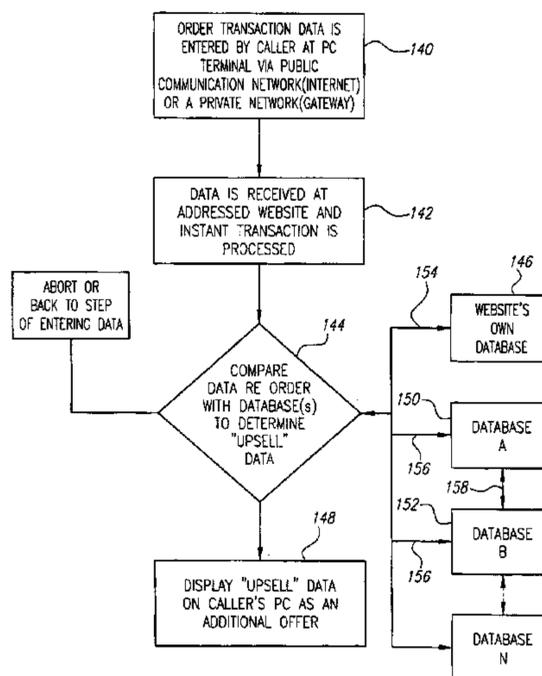 ORDER TRANSACTION DATA IS
ENTERED BY CALLER AT PC
TERMINAL VIA PUBLIC
COMMUNICATION NETWORK(INTERNET)
OR A PRIVATE NETWORK(GATEWAY)
140
DATA IS RECEIVED AT
ADDRESSED WEBSITE AND
INSTANT TRANSACTION IS
PROCESSED
142
ABORT OR
BACK TO STEP
OF ENTERING DATA
144
COMPARE
DATA RE ORDER
WITH DATABASE(s)
TO DETERMINE
"UPSELL"
DATA
154
146
WEBSITE'S
OWN
DATABASE
150
DATABASE
A
156
158
152
DATABASE
B
156
DATABASE
N
148
DISPLAY "UPSELL" DATA
ON CALLER'S PC AS AN
ADDITIONAL OFFER